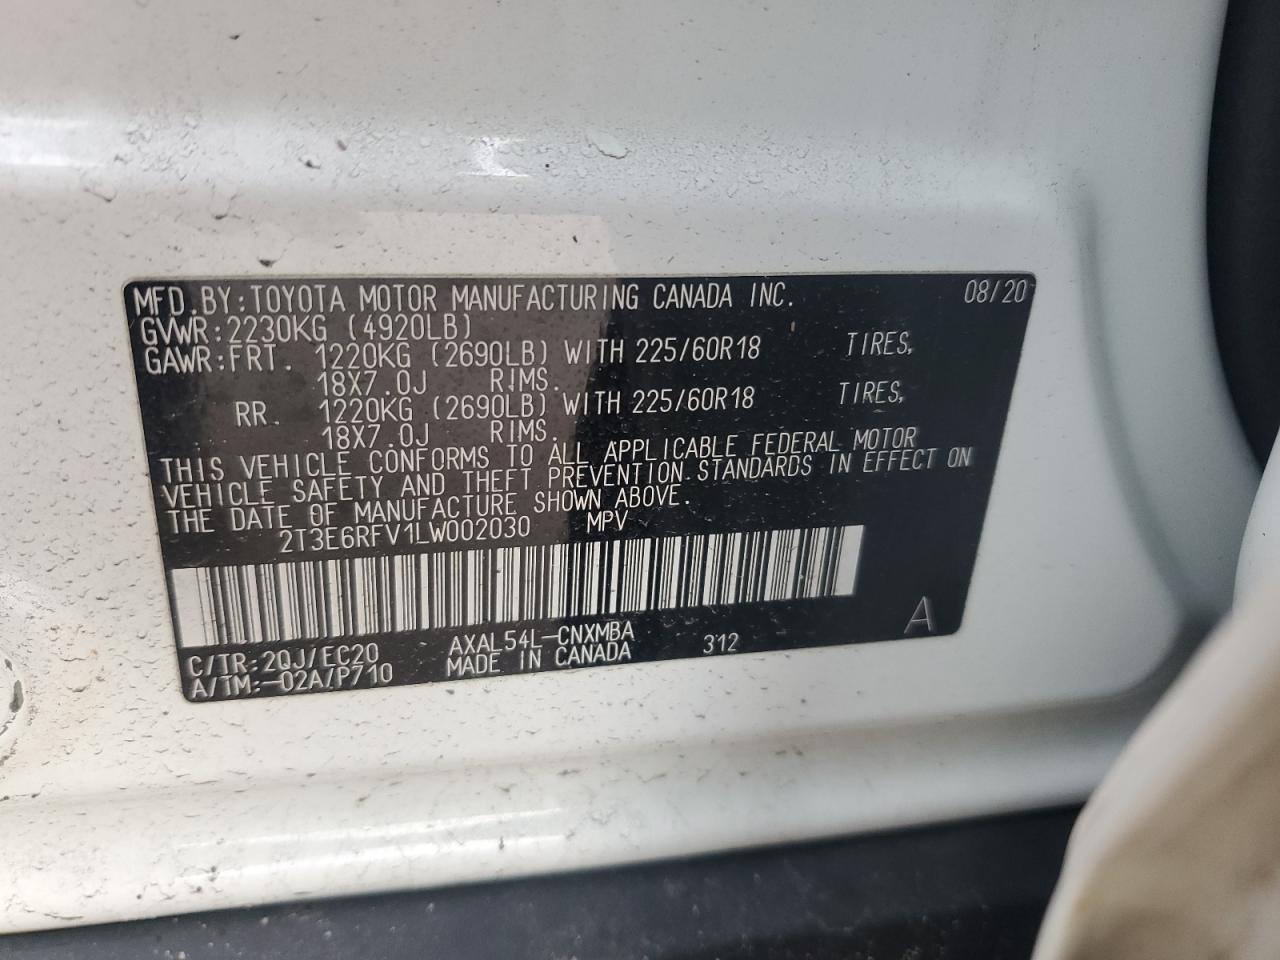 MFD.BY:TOYOTA MOTOR MANUFACTURING CANADA INC. 08/20
GVWR:2230KG (4920LB)
GAWR:FRT. 1220KG (2690LB) WITH 225/60R18 TIRES,
18X7.0J RIMS.
RR. 1220KG (2690LB) WITH 225/60R18 TIRES,
18X7.0J RIMS.
THIS VEHICLE CONFORMS TO ALL APPLICABLE FEDERAL MOTOR
VEHICLE SAFETY AND THEFT PREVENTION STANDARDS IN EFFECT ON
THE DATE OF MANUFACTURE SHOWN ABOVE.
2T3E6RFV1LW002030 MPV
C/TR:2QJ/EC20 AXAL54L-CNXMBA 312 A
A/TM:-02A/P710 MADE IN CANADA